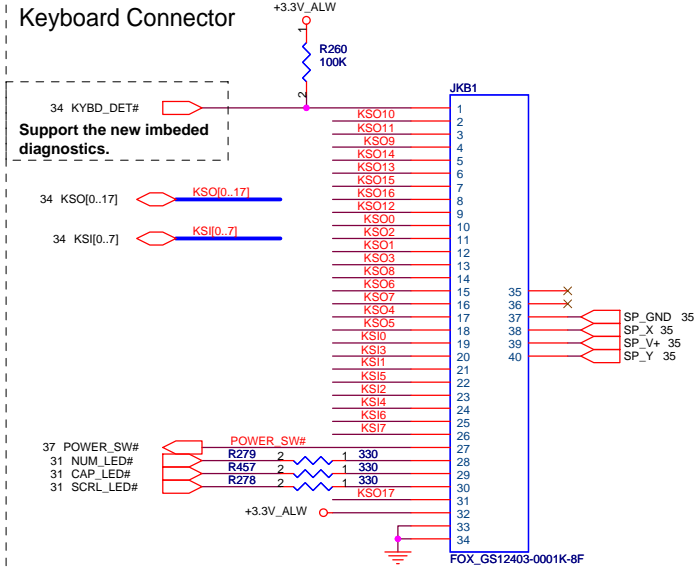 Keyboard Connector
+3.3V_ALW
1
R260
100K
2
JKB1
34 KYBD_DET#
1
Support the new imbeded
diagnostics.
KSO10 2
KSO11 3
KSO9 4
KSO14 5
KSO13 6
KSO15 7
34 KSO[0..17] KSO[0..17]
KSO16 8
KSO12 9
KSO0 10
34 KSI[0..7] KSI[0..7]
KSO2 11
KSO1 12
KSO3 13
KSO8 14
KSO6 15 35
KSO7 16 36
KSO4 17 37 SP_GND 35
KSO5 18 38 SP_X 35
KSI0 19 39 SP_V+ 35
KSI3 20 40 SP_Y 35
KSI1 21
KSI5 22
KSI2 23
KSI4 24
KSI6 25
KSI7 26
37 POWER_SW# POWER_SW# 27
31 NUM_LED# R279 2 1 330 28
31 CAP_LED# R457 2 1 330 29
31 SCRL_LED# R278 2 1 330 30
KSO17 31
+3.3V_ALW 32
33
34
FOX_GS12403-0001K-8F